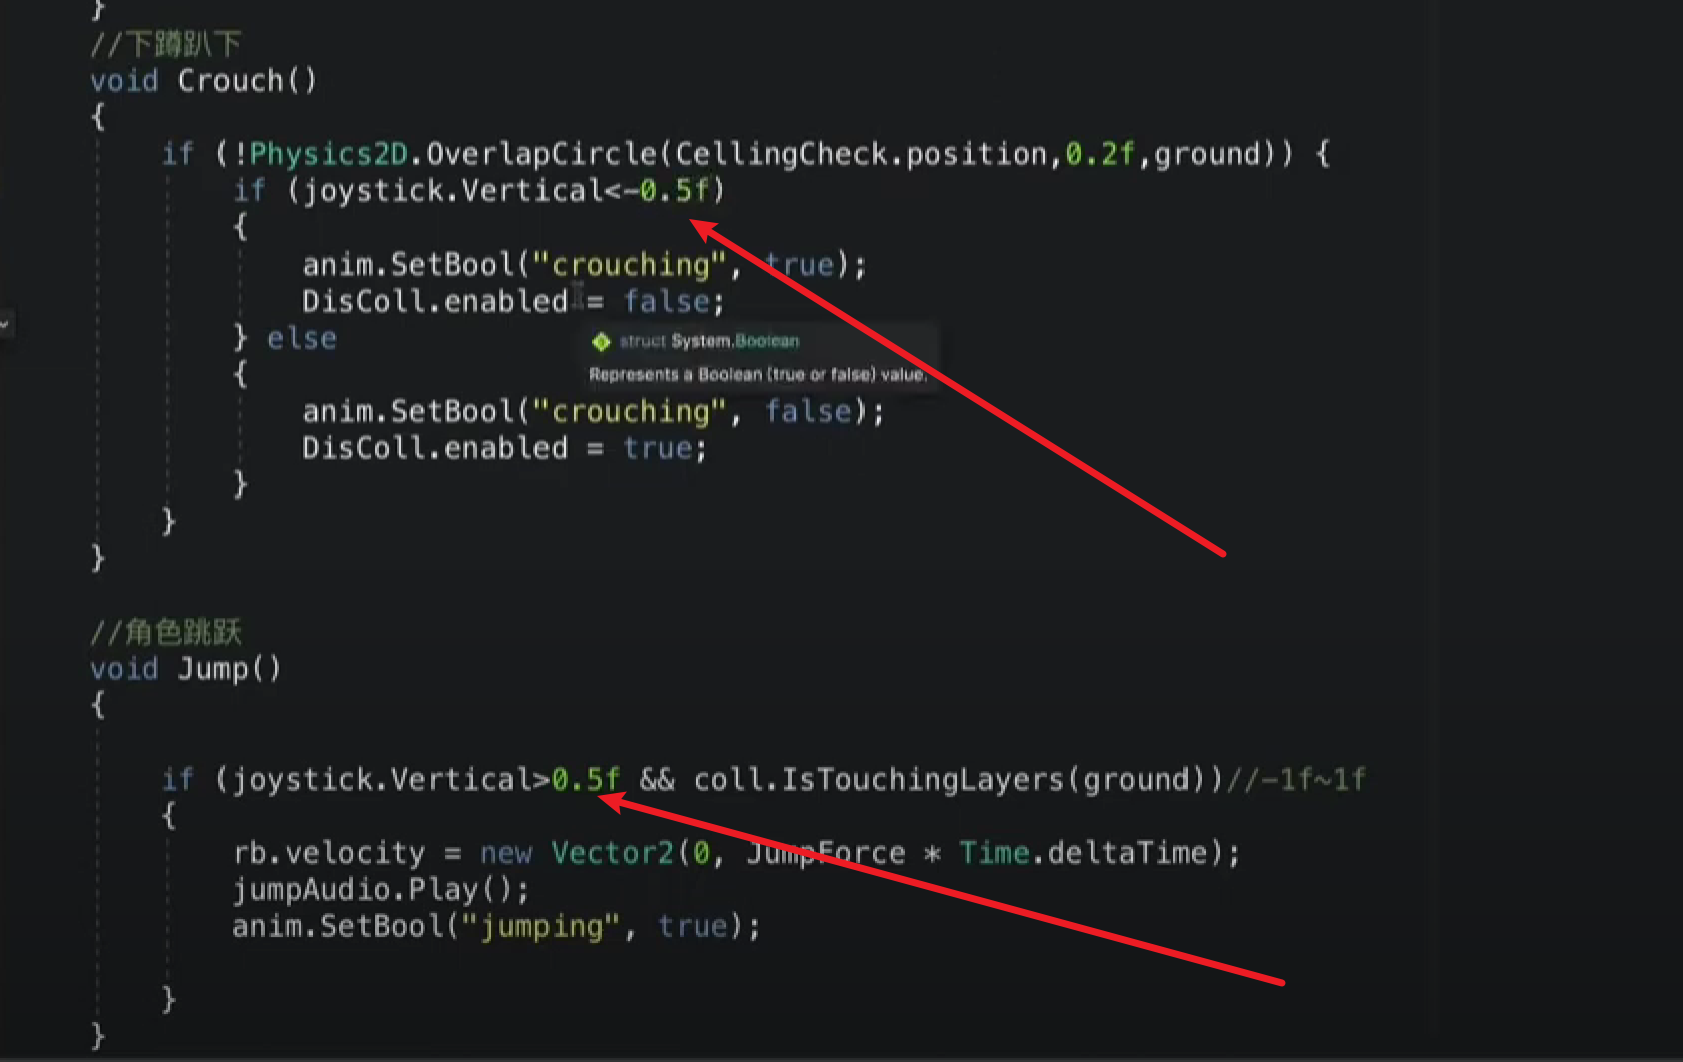 }
//下蹲趴下
void Crouch()
{
if (!Physics2D.OverlapCircle(CellingCheck.position,0.2f,ground)) {
if (joystick.Vertical<-0.5f)
{
anim.SetBool("crouching", true);
DisColl.enabled = false;
} else
struct System.Boolean
{
Represents a Boolean (true or false) value.
anim.SetBool("crouching", false);
DisColl.enabled = true;
}
}
}
//角色跳跃
void Jump()
{
if (joystick.Vertical>0.5f && coll.IsTouchingLayers(ground))//-1f~1f
{
rb.velocity = new Vector2(0, JumpForce * Time.deltaTime);
jumpAudio.Play();
anim.SetBool("jumping", true);
}
}